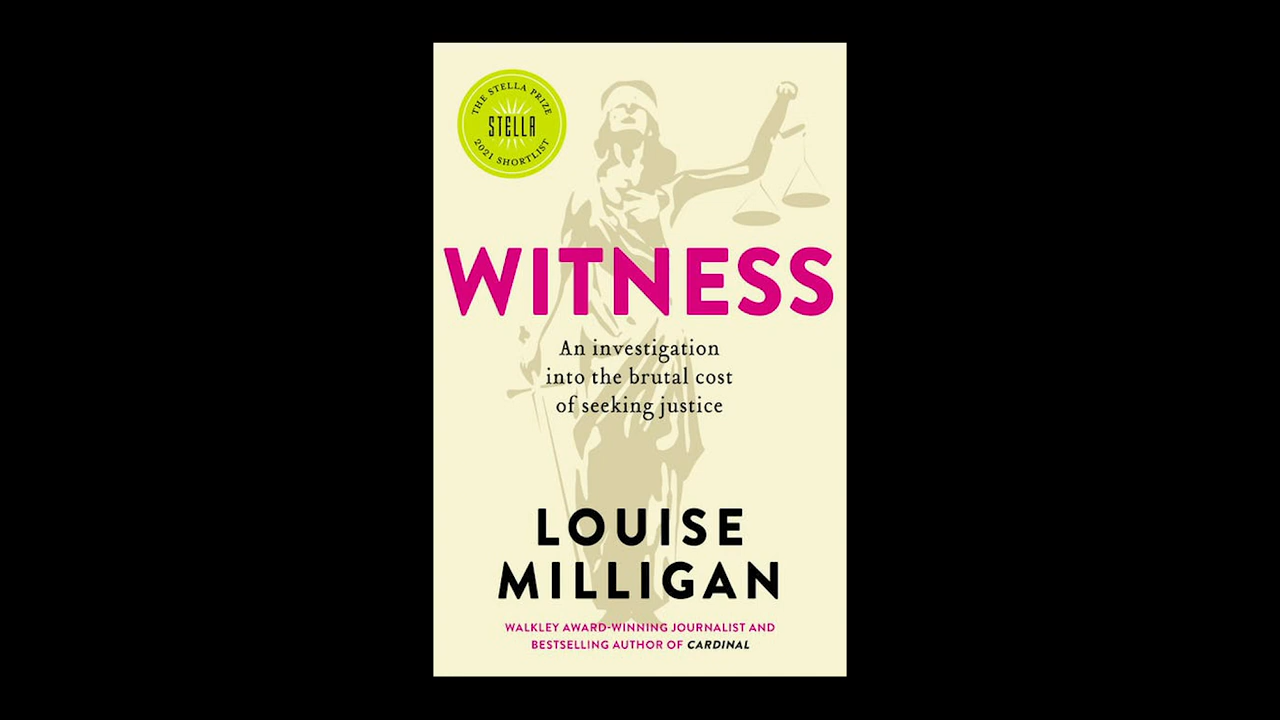 THE STELLA PRIZE
STELLA
2021 SHORTLIST
WITNESS
An investigation
into the brutal cost
of seeking justice
LOUISE
MILLIGAN
WALKLEY AWARD-WINNING JOURNALIST AND
BESTSELLING AUTHOR OF CARDINAL